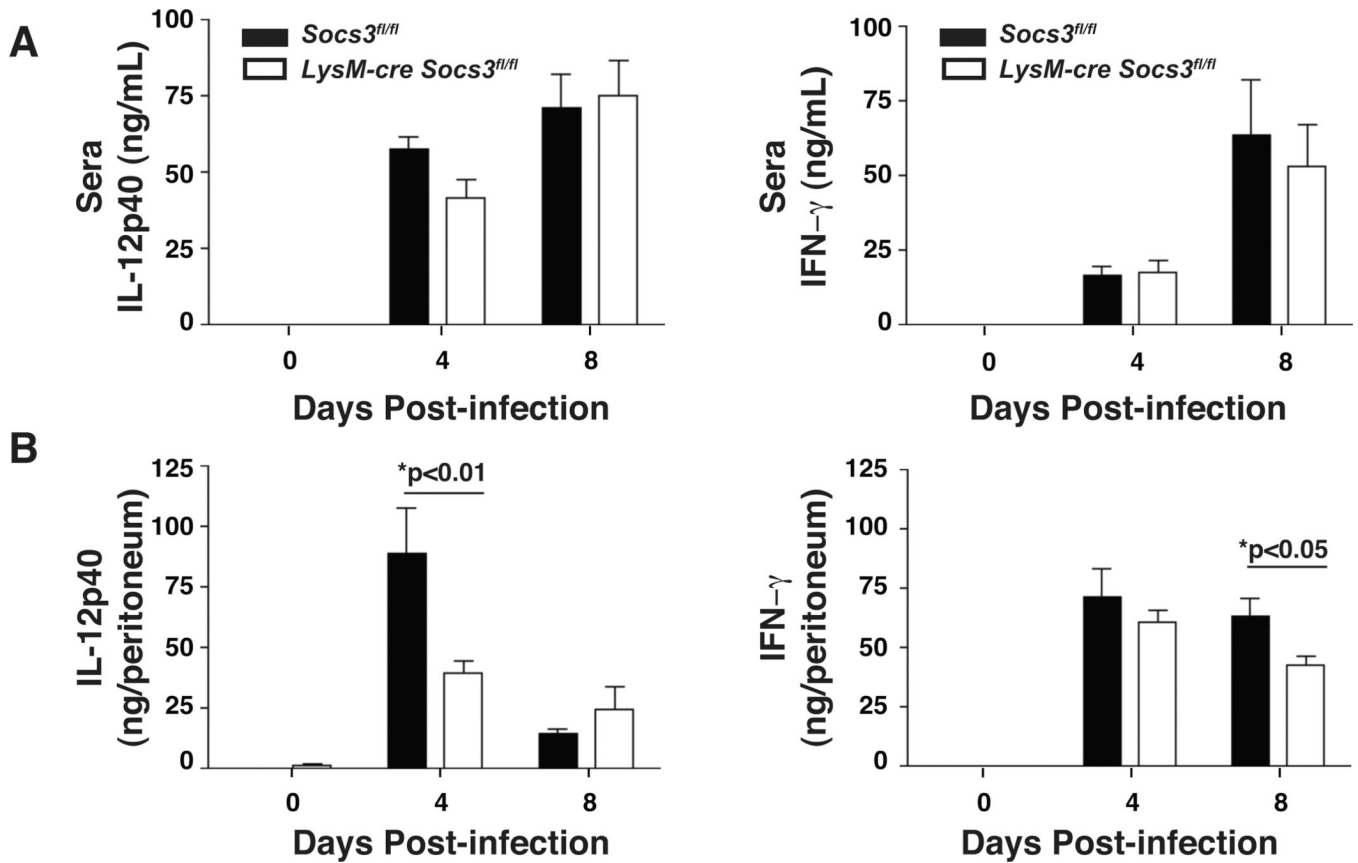 A
Sera
IL-12p40 (ng/mL)
100
75
50
25
0
Socs3fl/fl
LysM-cre Socs3fl/fl
0
4
8
Days Post-infection
Sera
IFN−γ (ng/mL)
100
75
50
25
0
Socs3fl/fl
LysM-cre Socs3fl/fl
0
4
8
Days Post-infection
B
IL-12p40
(ng/peritoneum)
125
100
75
50
25
0
*p<0.01
0
4
8
Days Post-infection
IFN−γ
(ng/peritoneum)
125
100
75
50
25
0
*p<0.05
0
4
8
Days Post-infection